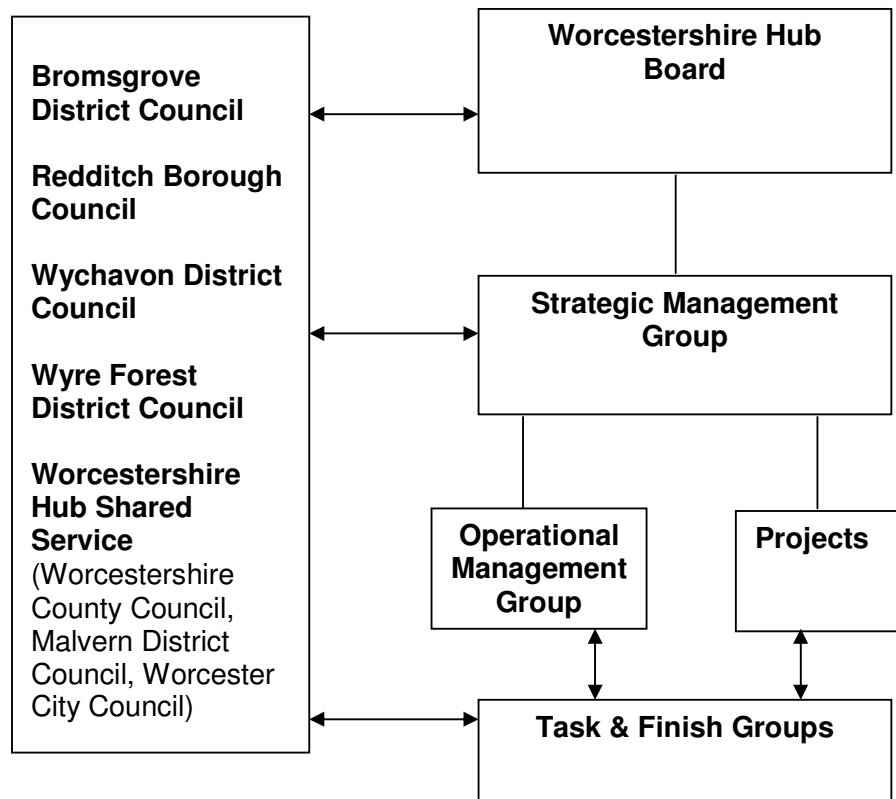 Bromsgrove
District Council
Redditch Borough
Council
Wychavon District
Council
Wyre Forest
District Council
Worcestershire
Hub Shared
Service
(Worcestershire
County Council,
Malvern District
Council, Worcester
City Council)
Worcestershire Hub
Board
Strategic Management
Group
Operational
Management
Group
Projects
Task & Finish Groups